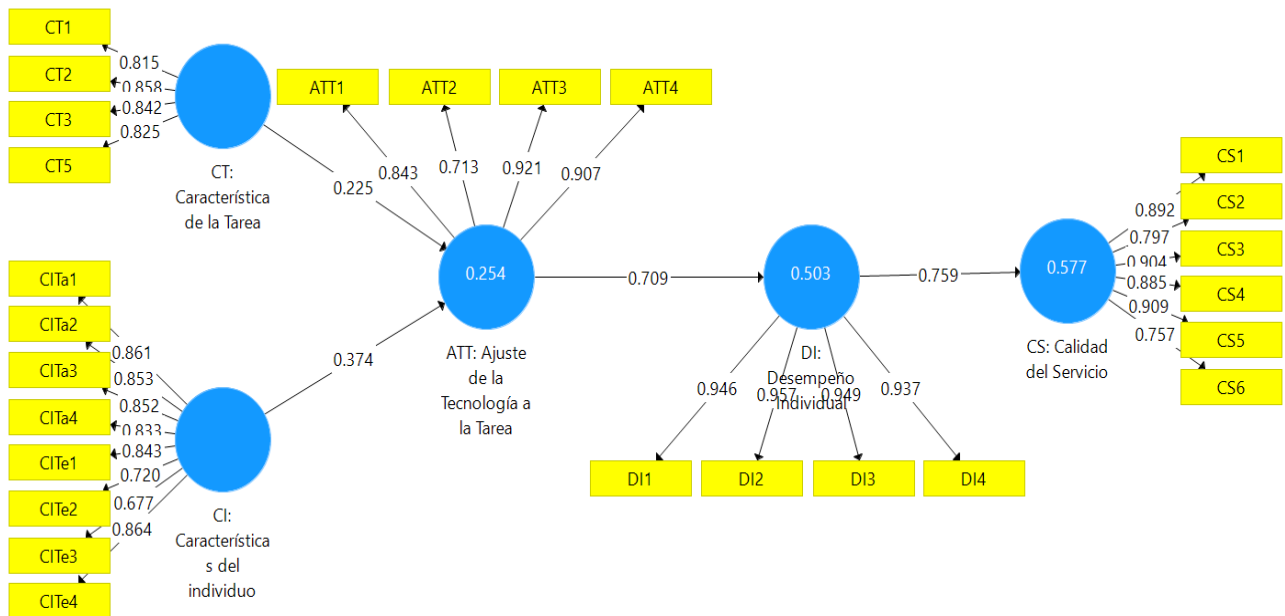 CT1
CT2
CT3
CT5
0.815
0.858
0.842
0.825
CT:
Característica
de la Tarea
ATT1
ATT2
ATT3
ATT4
0.843
0.713
0.921
0.907
0.225
0.254
ATT: Ajuste
de la
Tecnología a
la Tarea
CITa1
CITa2
CITa3
CITa4
CITe1
CITe2
CITe3
CITe4
0.861
0.853
0.852
0.833
0.843
0.720
0.677
0.864
CI:
Característica
s del
individuo
0.374
0.709
0.503
DI:
Desempeño
Individual
0.946
0.957
0.949
0.937
DI1
DI2
DI3
DI4
0.759
0.577
CS: Calidad
del Servicio
0.892
0.797
0.904
0.885
0.909
0.757
CS1
CS2
CS3
CS4
CS5
CS6